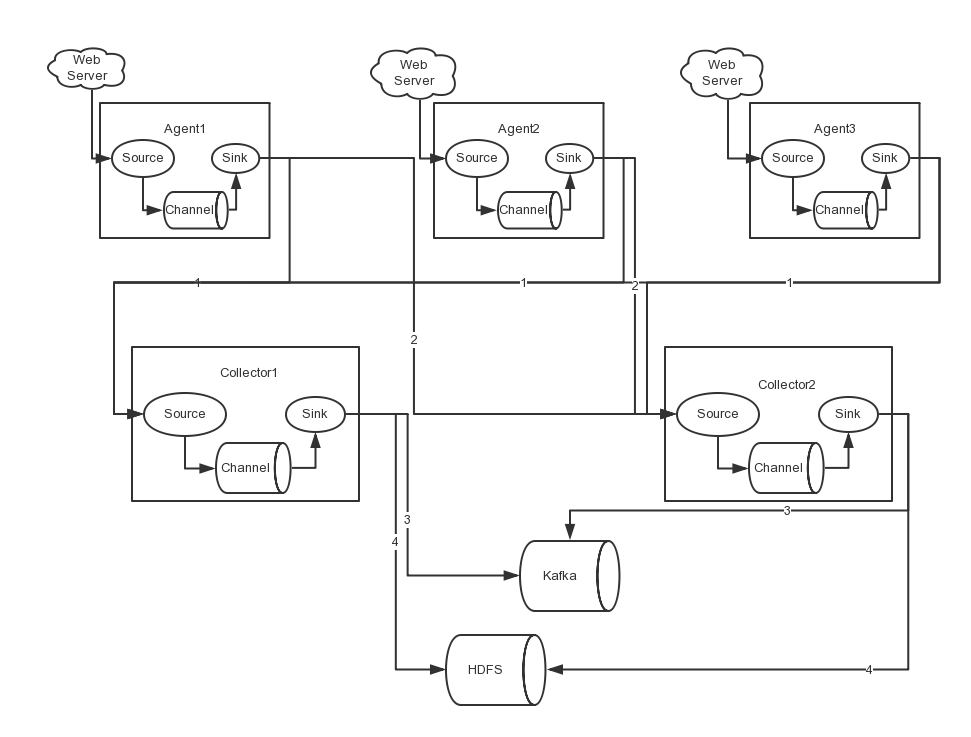 Web
Server
Web
Server
Web
Server
Agent1
Agent2
Agent3
Source
Sink
Source
Sink
Source
Sink
Channel
Channel
Channel
1
1
2
1
2
Collector1
Collector2
Source
Sink
Source
Sink
Channel
Channel
3
3
4
Kafka
HDFS
4